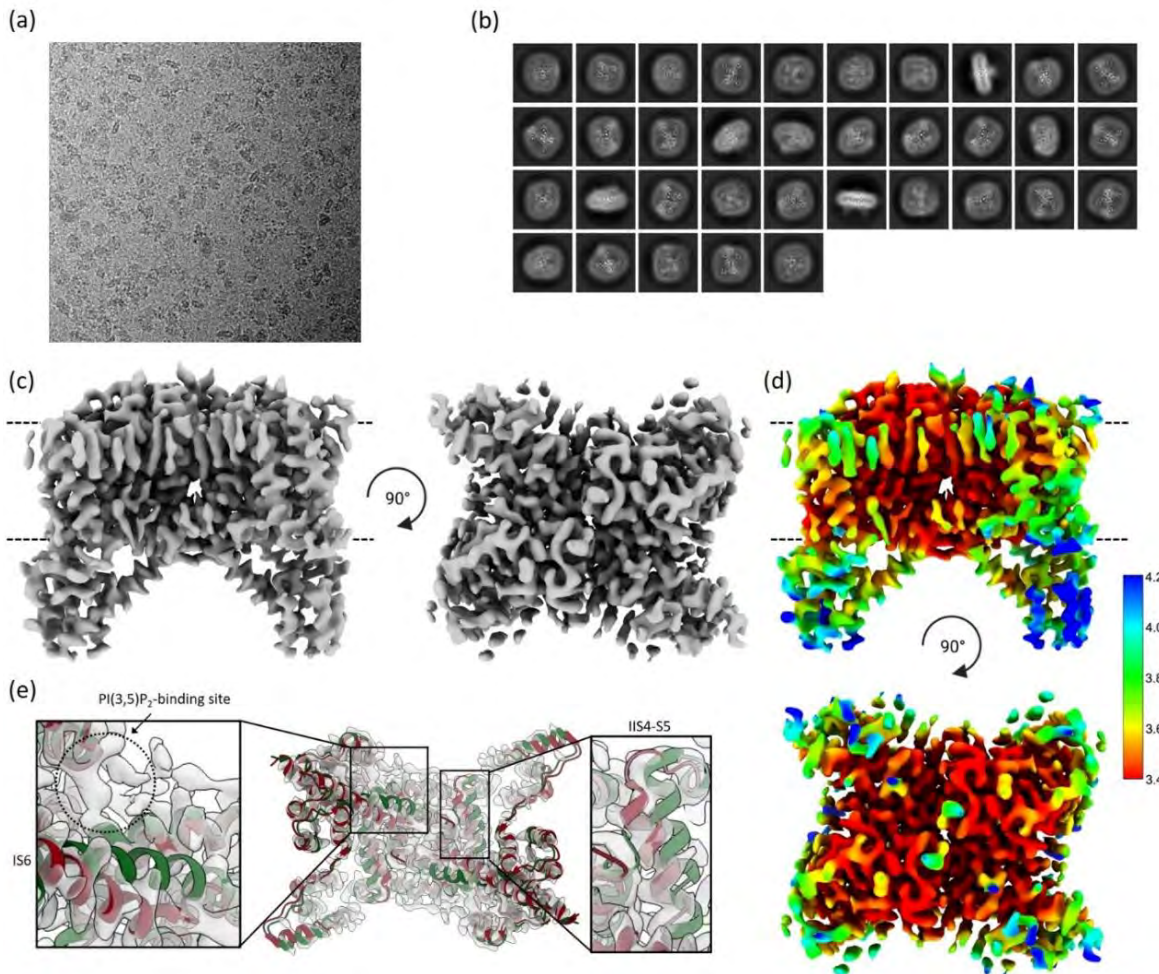 (a)
(b)
(c)
90°
(d)
4.2
4.0
3.8
3.6
3.4
90°
(e)
PI(3,5)P₂-binding site
IS6
IIS4-S5